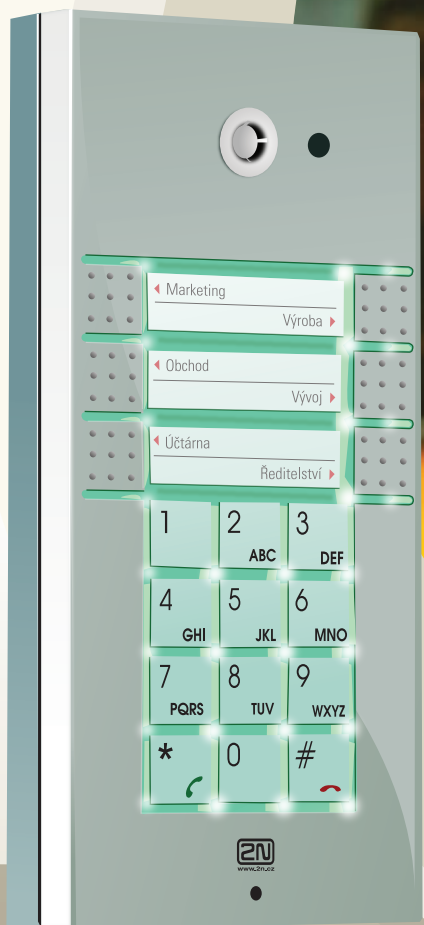 Marketing
Výroba
Obchod
Vývoj
Účtárna
Ředitelství
1 2 3
ABC DEF
4 5 6
GHI JKL MNO
7 8 9
PQRS TUV WXYZ
* 0 #
2N
www.2n.cz